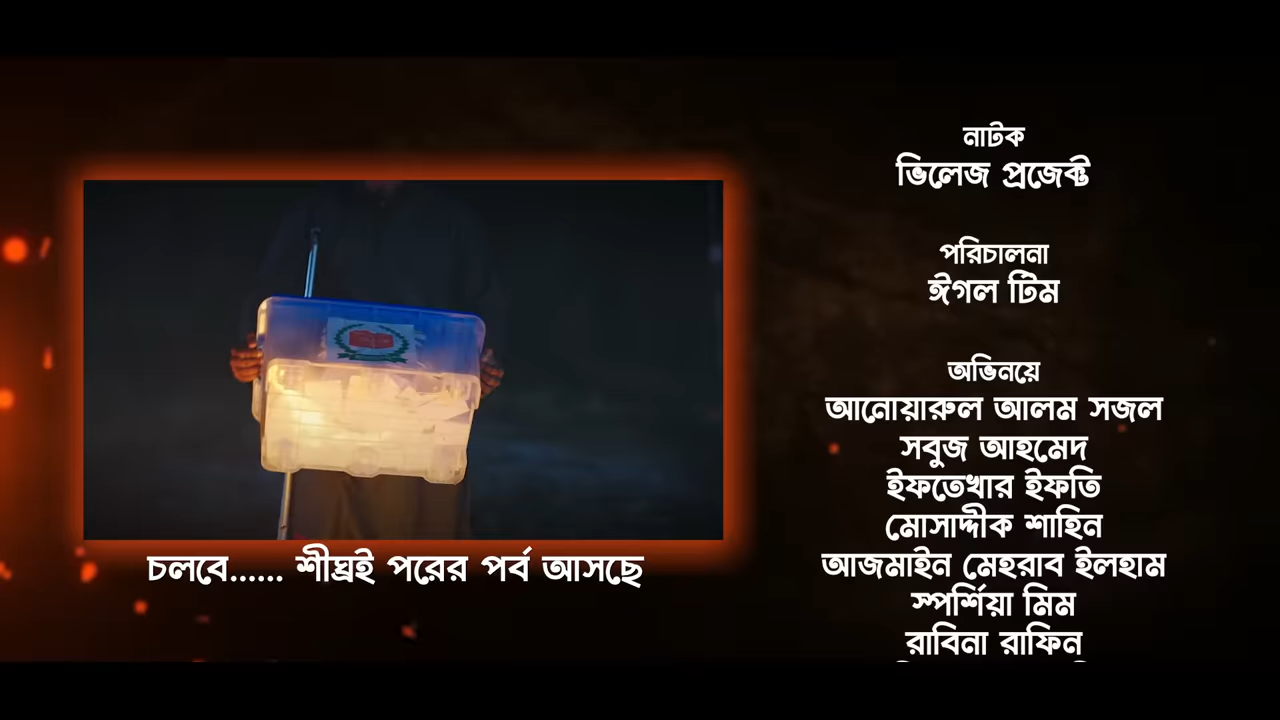 নাটক
ভিলেজ প্রজেক্ট
পরিচালনা
ঈগল টিম
অভিনয়ে
আনোয়ারুল আলম সজল
সবুজ আহমেদ
ইফতেখার ইফতি
মোসাদ্দীক শাহিন
আজমাইন মেহরাব ইলহাম
স্পর্শিয়া মিম
রাবিনা রাফিন
চলবে...... শীঘ্রই পরের পর্ব আসছে